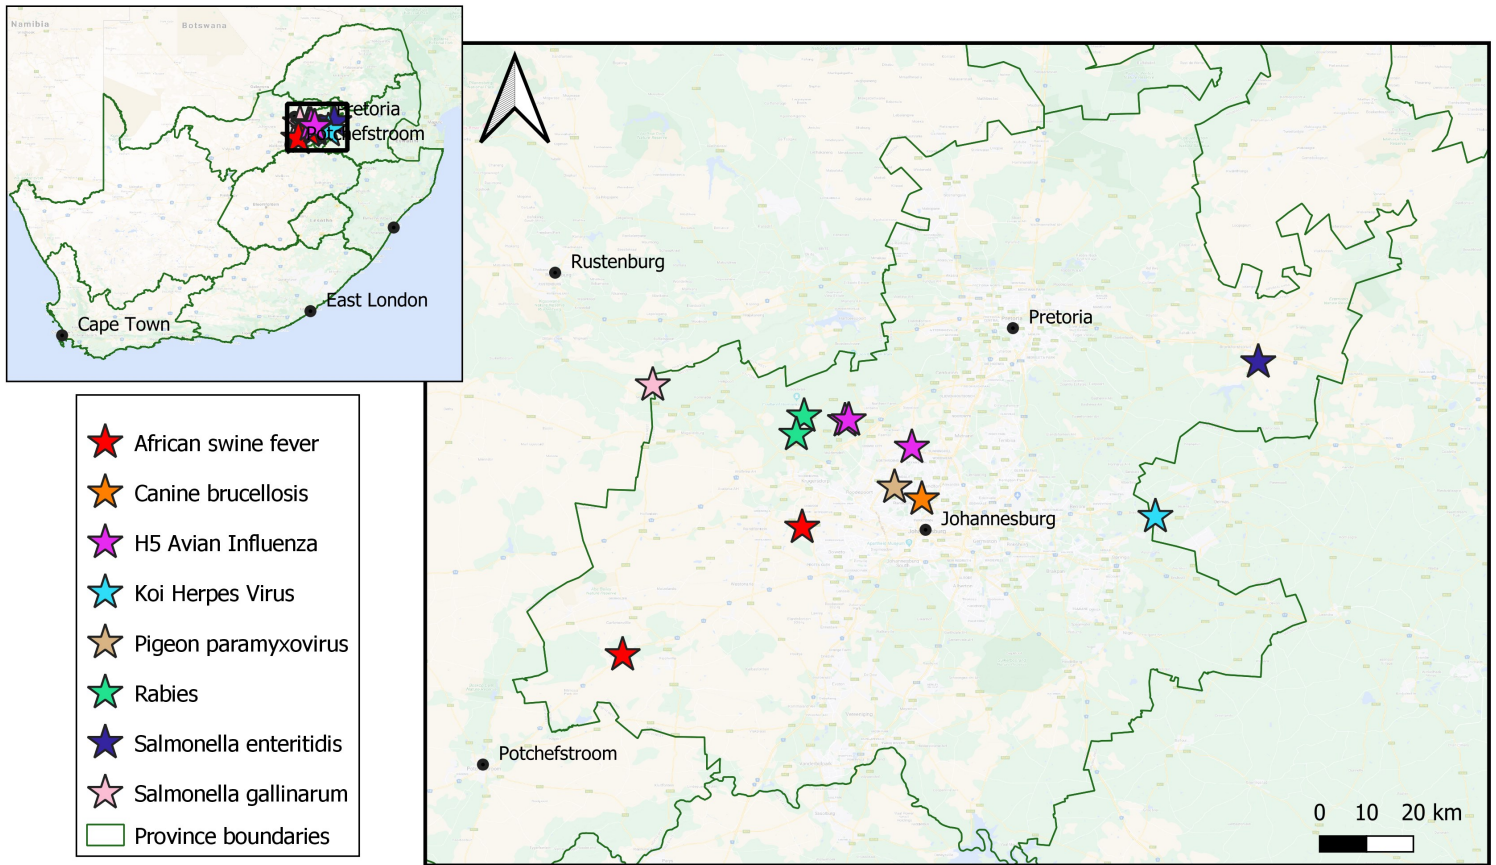 Namibia
Botswana
Pretoria
Potchefstroom
East London
Cape Town
African swine fever
Canine brucellosis
H5 Avian Influenza
Koi Herpes Virus
Pigeon paramyxovirus
Rabies
Salmonella enteritidis
Salmonella gallinarum
Province boundaries
Rustenburg
Pretoria
Johannesburg
Potchefstroom
0 10 20 km